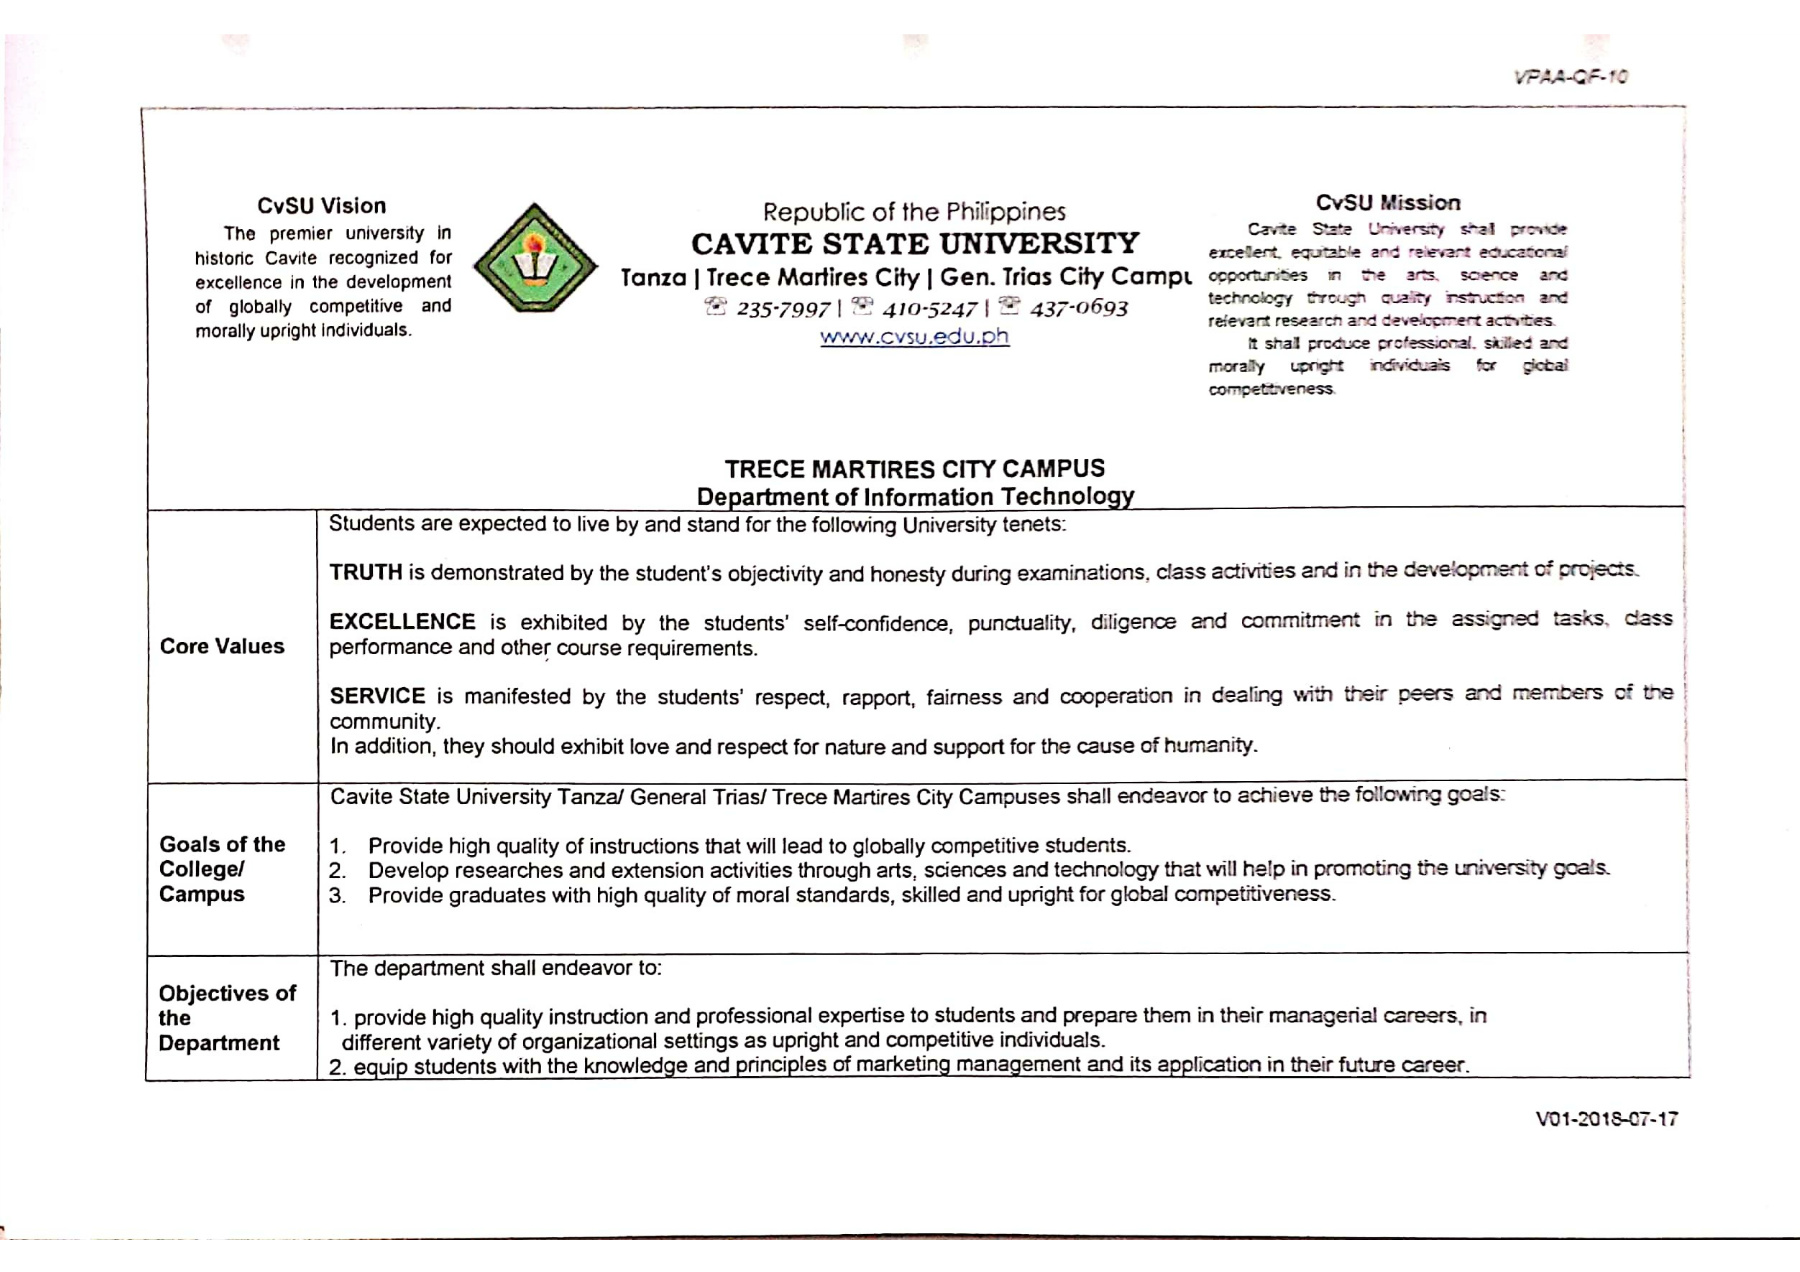 VPAA-QF-10
CvSU Vision
The premier university in
historic Cavite recognized for
excellence in the development
of globally competitive and
morally upright individuals.
Republic of the Philippines
CAVITE STATE UNIVERSITY
Tanza | Trece Martires City | Gen. Trias City Campu
☏ 235-7997 | ☏ 410-5247 | ☏ 437-0693
www.cvsu.edu.ph
CvSU Mission
Cavite State University shall provide
excellent, equitable and relevant educational
opportunities in the arts, science and
technology through quality instruction and
relevant research and development activities.
It shall produce professional, skilled and
morally upright individuals for global
competitiveness.
TRECE MARTIRES CITY CAMPUS
Department of Information Technology
Core Values
Students are expected to live by and stand for the following University tenets:
TRUTH is demonstrated by the student's objectivity and honesty during examinations, class activities and in the development of projects.
EXCELLENCE is exhibited by the students' self-confidence, punctuality, diligence and commitment in the assigned tasks, class
performance and other course requirements.
SERVICE is manifested by the students' respect, rapport, fairness and cooperation in dealing with their peers and members of the
community.
In addition, they should exhibit love and respect for nature and support for the cause of humanity.
Goals of the
College/
Campus
Cavite State University Tanza/ General Trias/ Trece Martires City Campuses shall endeavor to achieve the following goals:
1. Provide high quality of instructions that will lead to globally competitive students.
2. Develop researches and extension activities through arts, sciences and technology that will help in promoting the university goals.
3. Provide graduates with high quality of moral standards, skilled and upright for global competitiveness.
Objectives of
the
Department
The department shall endeavor to:
1. provide high quality instruction and professional expertise to students and prepare them in their managerial careers, in
different variety of organizational settings as upright and competitive individuals.
2. equip students with the knowledge and principles of marketing management and its application in their future career.
V01-2018-07-17